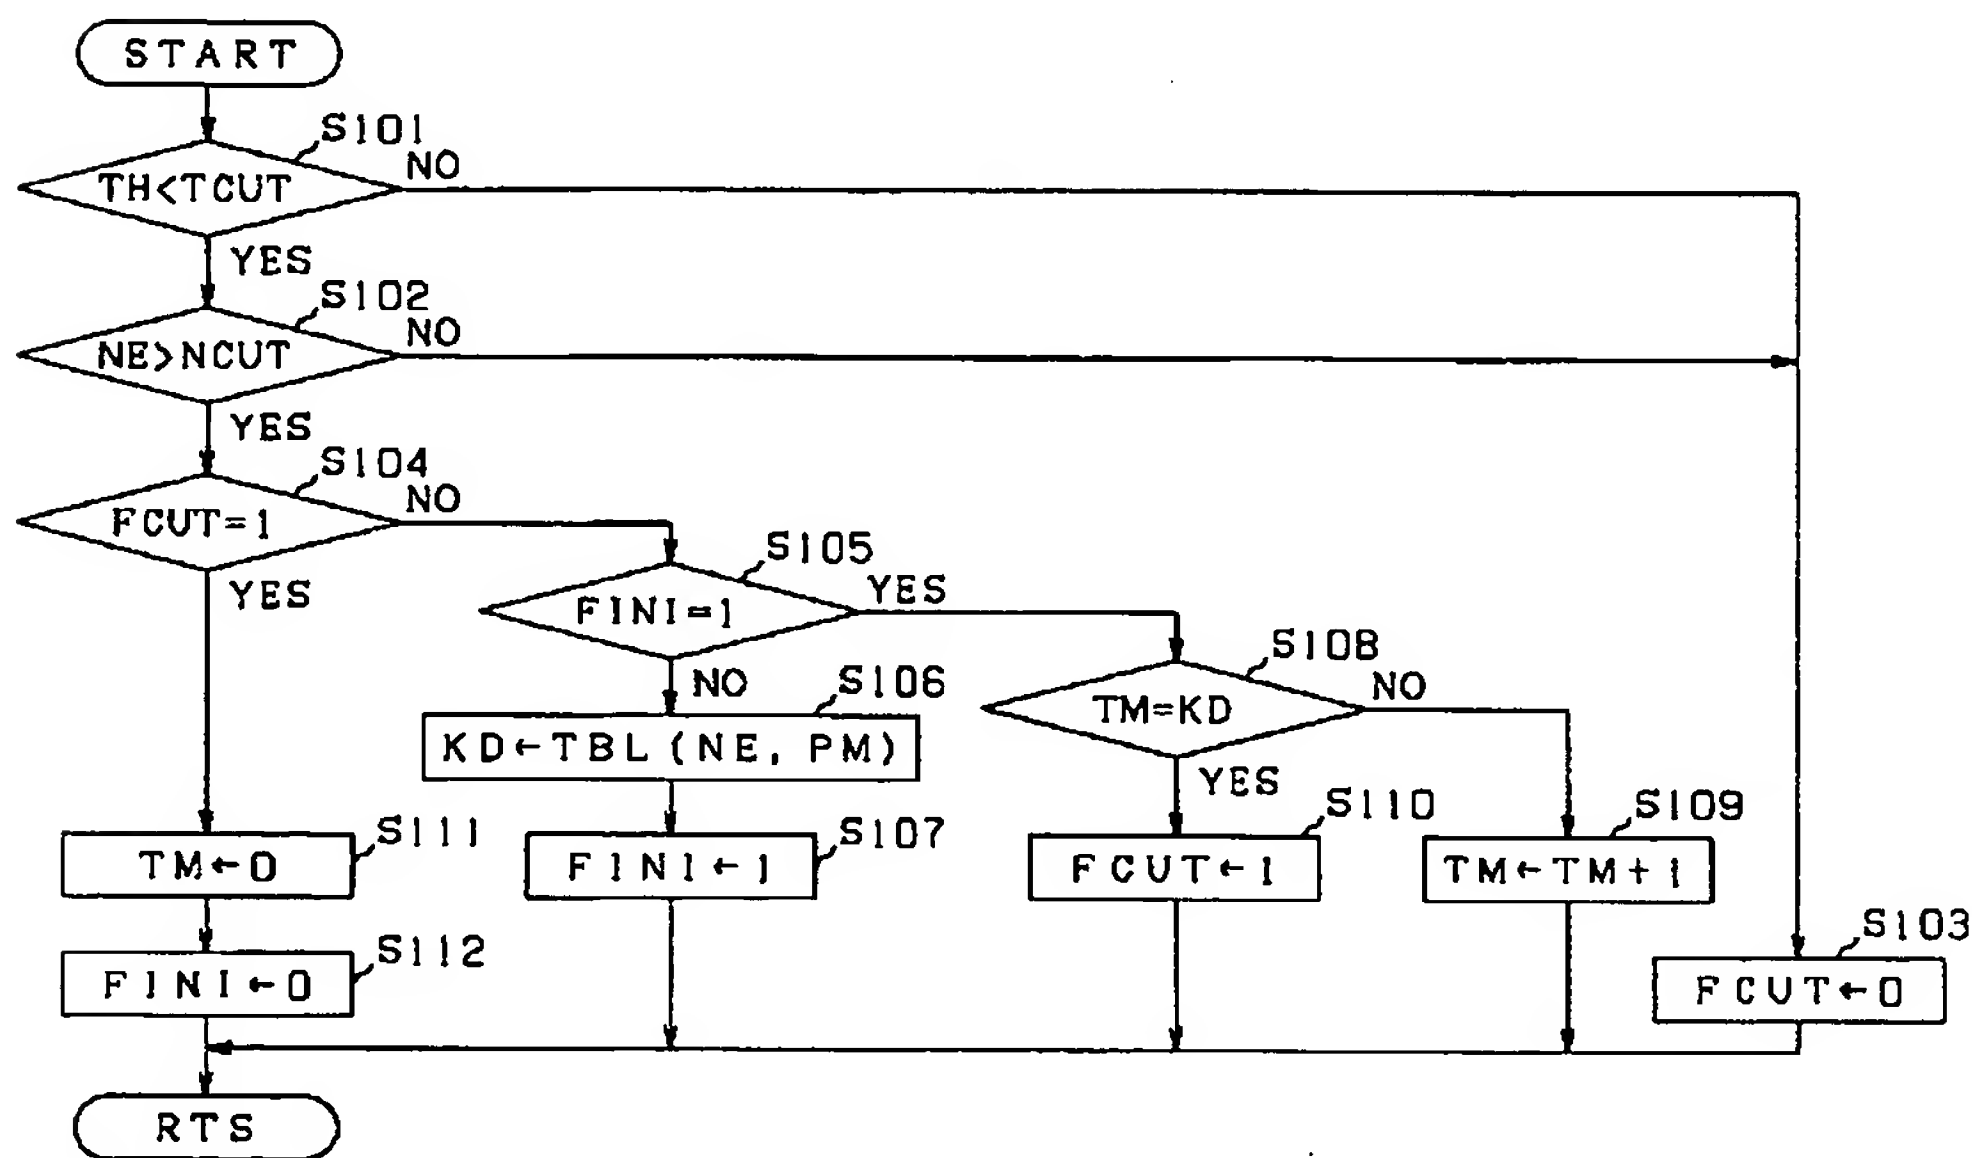 START
S101
TH<TCUT
NO
YES
S102
NE>NCUT
NO
YES
S104
FCUT=1
NO
YES
S105
FINI=1
YES
NO
S106
KD←TBL(NE, PM)
S108
TM=KD
NO
YES
S111
TM←0
S107
FINI←1
S110
FCUT←1
S109
TM←TM+1
S112
FINI←0
S103
FCUT←0
RTS